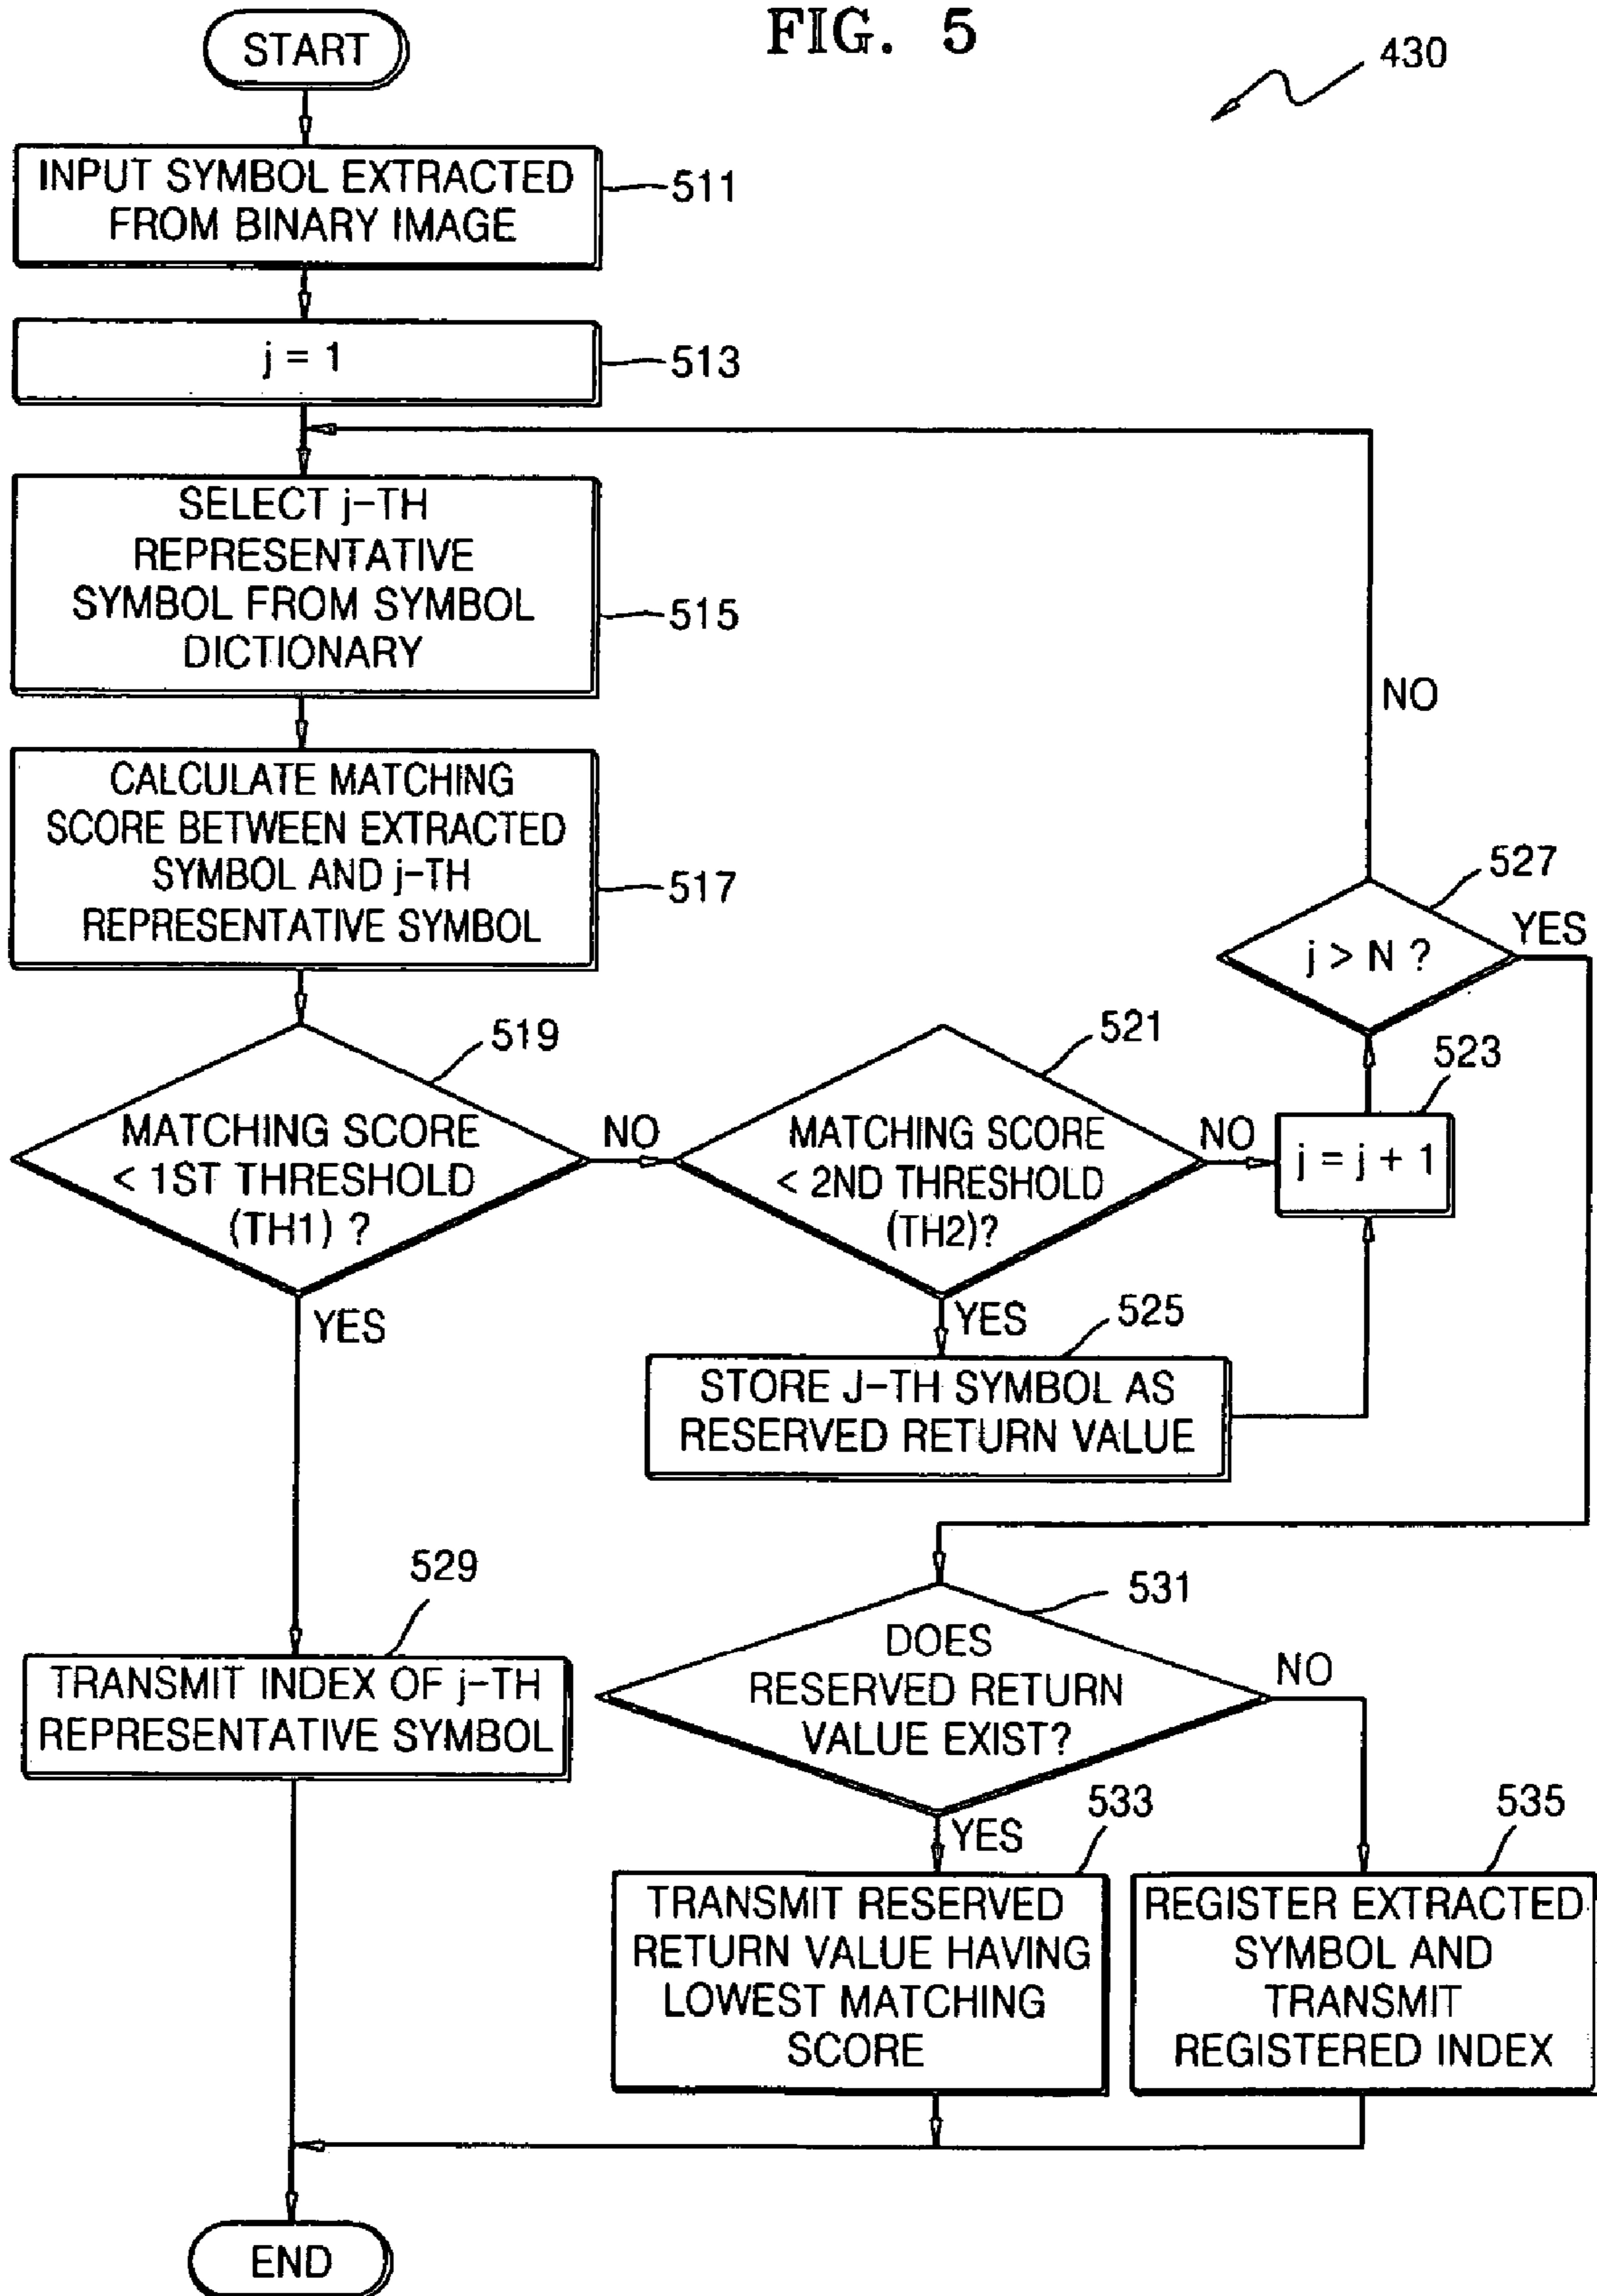 FIG. 5
430
START
INPUT SYMBOL EXTRACTED
FROM BINARY IMAGE
511
j = 1
513
SELECT j-TH
REPRESENTATIVE
SYMBOL FROM SYMBOL
DICTIONARY
515
CALCULATE MATCHING
SCORE BETWEEN EXTRACTED
SYMBOL AND j-TH
REPRESENTATIVE SYMBOL
517
MATCHING SCORE
< 1ST THRESHOLD
(TH1) ?
519
NO
YES
MATCHING SCORE
< 2ND THRESHOLD
(TH2)?
521
NO
YES
j = j + 1
523
STORE J-TH SYMBOL AS
RESERVED RETURN VALUE
525
j > N ?
527
NO
YES
TRANSMIT INDEX OF j-TH
REPRESENTATIVE SYMBOL
529
DOES
RESERVED RETURN
VALUE EXIST?
531
NO
YES
TRANSMIT RESERVED
RETURN VALUE HAVING
LOWEST MATCHING
SCORE
533
REGISTER EXTRACTED
SYMBOL AND
TRANSMIT
REGISTERED INDEX
535
END